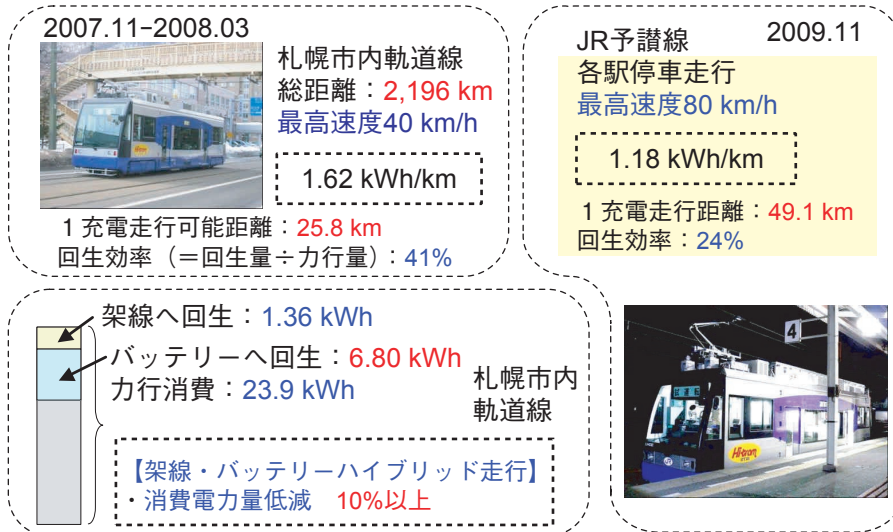 2007.11−2008.03
札幌市内軌道線
総距離：2,196 km
最高速度40 km/h
1.62 kWh/km
1充電走行可能距離：25.8 km
回生効率（＝回生量÷力行量）：41%
JR予讃線 2009.11
各駅停車走行
最高速度80 km/h
1.18 kWh/km
1充電走行距離：49.1 km
回生効率：24%
架線へ回生：1.36 kWh
バッテリーへ回生：6.80 kWh
力行消費：23.9 kWh
札幌市内
軌道線
【架線・バッテリーハイブリッド走行】
・消費電力量低減 10%以上
4
試運転
Hi-tram